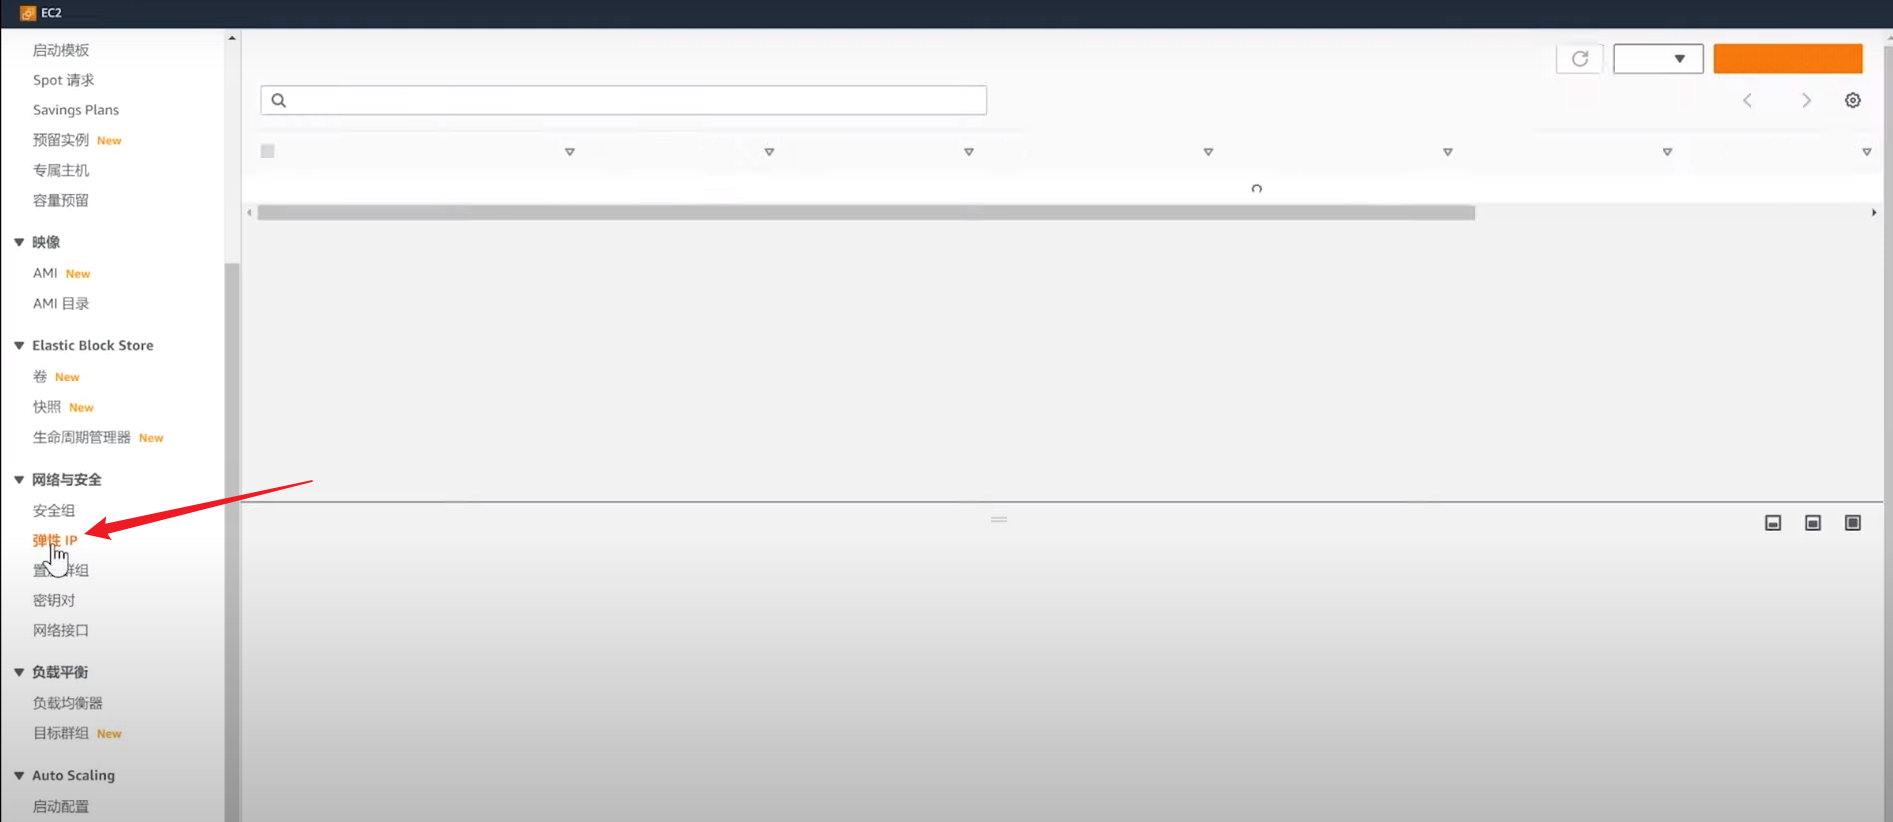 EC2
启动模板
Spot 请求
Savings Plans
预留实例 New
专属主机
容量预留
映像
AMI New
AMI 目录
Elastic Block Store
卷 New
快照 New
生命周期管理器 New
网络与安全
安全组
弹性 IP
置 群组
密钥对
网络接口
负载平衡
负载均衡器
目标群组 New
Auto Scaling
启动配置